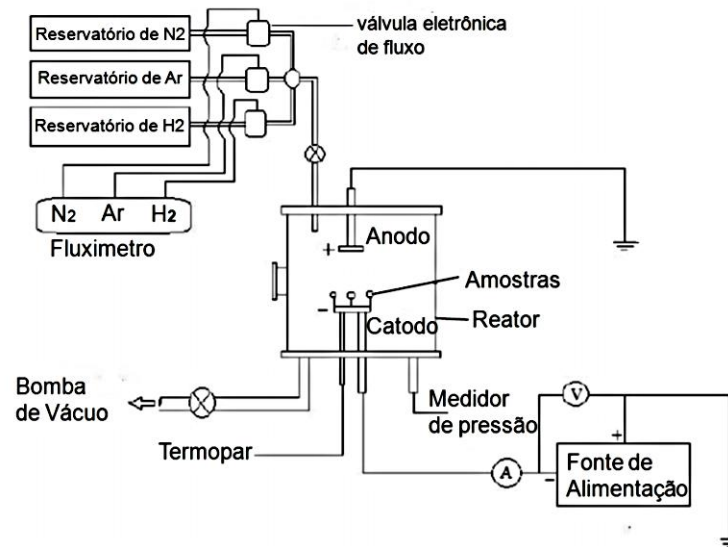 Reservatório de N2
Reservatório de Ar
Reservatório de H2
válvula eletrônica
de fluxo
N2 Ar H2
Fluximetro
+
Anodo
Amostras
-
Catodo
Reator
Bomba
de Vácuo
Medidor
de pressão
Termopar
V
A
+
-
Fonte de
Alimentação